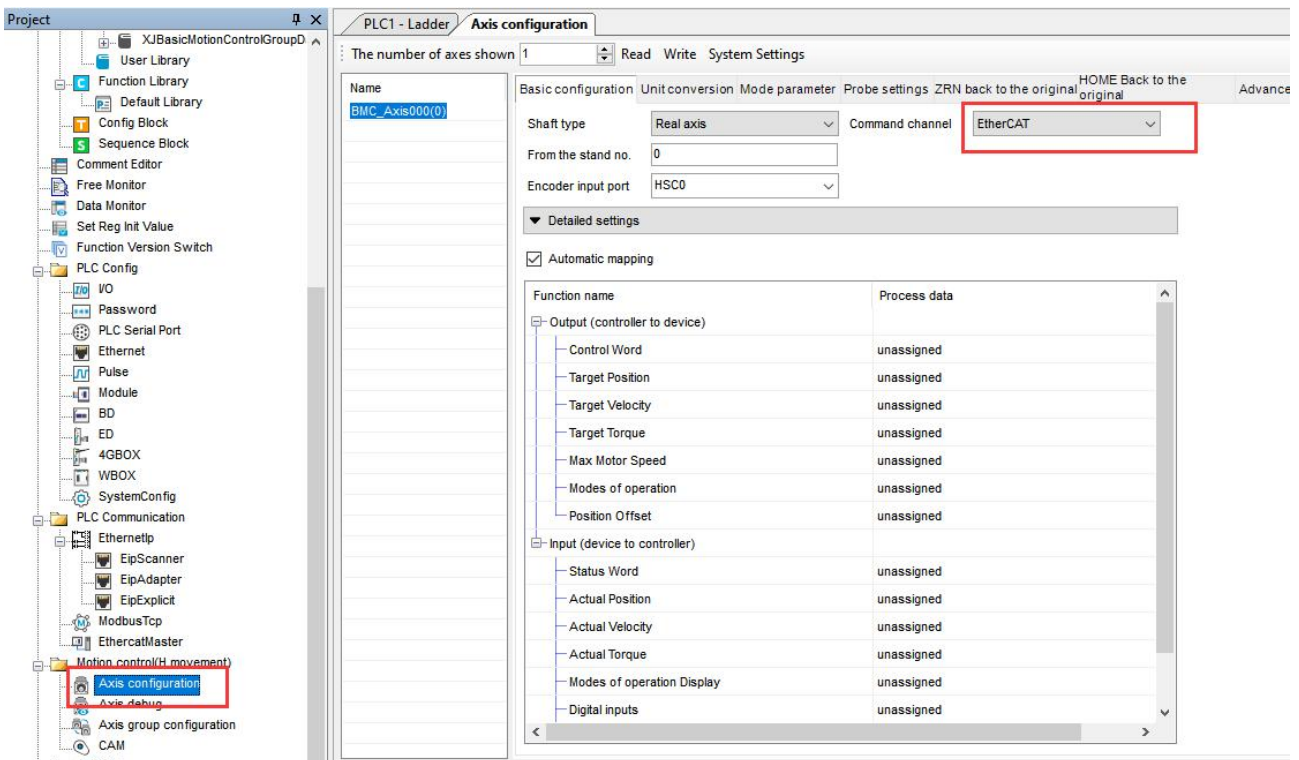 Project
XJBasicMotionControlGroupD
User Library
Function Library
Default Library
Config Block
Sequence Block
Comment Editor
Free Monitor
Data Monitor
Set Reg Init Value
Function Version Switch
PLC Config
I/O
Password
PLC Serial Port
Ethernet
Pulse
Module
BD
ED
4GBOX
WBOX
SystemConfig
PLC Communication
EthernetIp
EipScanner
EipAdapter
EipExplicit
ModbusTcp
EthercatMaster
Motion control(H movement)
Axis configuration
Axis debug
Axis group configuration
CAM
PLC1 - Ladder Axis configuration
The number of axes shown 1 Read Write System Settings
Name
BMC_Axis000(0)
Basic configuration Unit conversion Mode parameter Probe settings ZRN back to the original HOME Back to the original Advance
Shaft type Real axis Command channel EtherCAT
From the stand no. 0
Encoder input port HSC0
Detailed settings
Automatic mapping
Function name Process data
Output (controller to device)
Control Word unassigned
Target Position unassigned
Target Velocity unassigned
Target Torque unassigned
Max Motor Speed unassigned
Modes of operation unassigned
Position Offset unassigned
Input (device to controller)
Status Word unassigned
Actual Position unassigned
Actual Velocity unassigned
Actual Torque unassigned
Modes of operation Display unassigned
Digital inputs unassigned